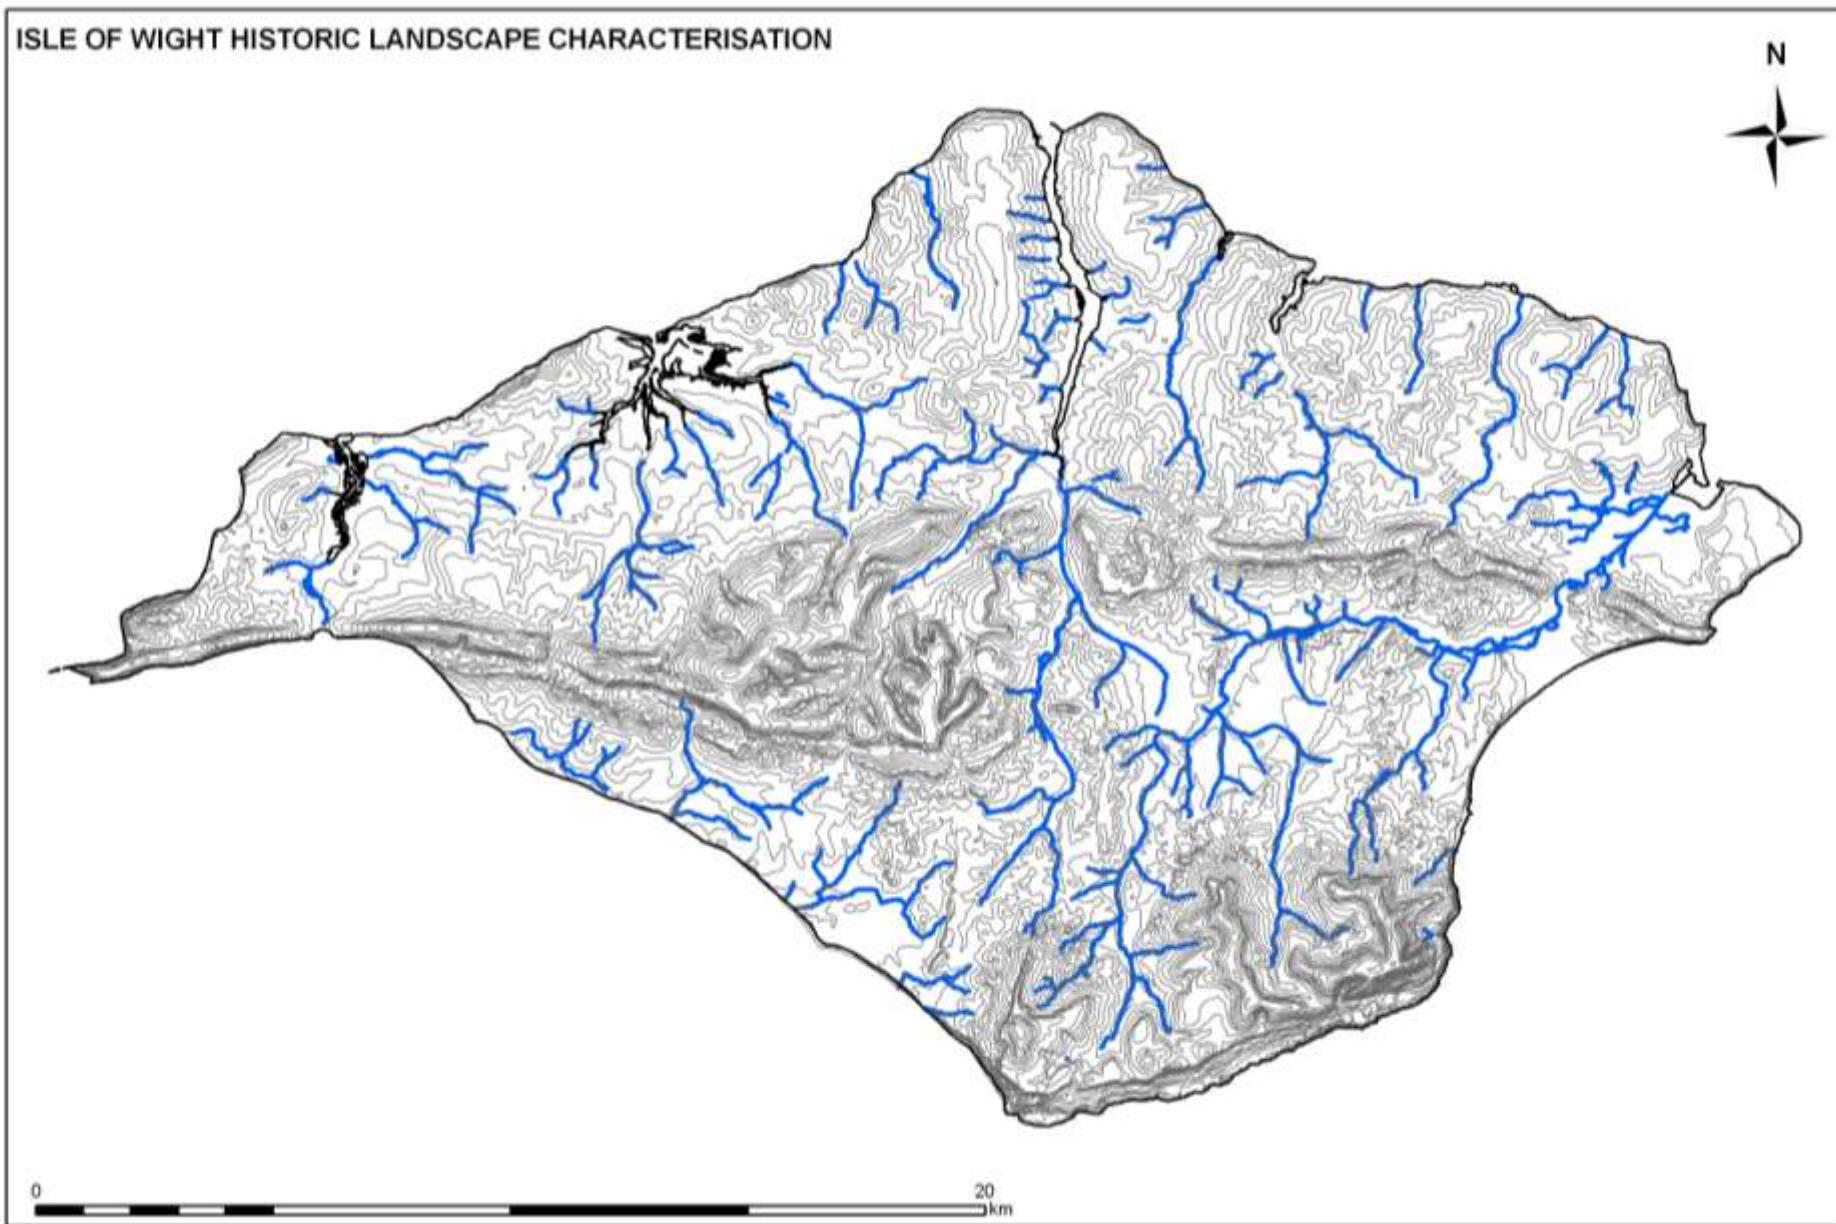 ISLE OF WIGHT HISTORIC LANDSCAPE CHARACTERISATION
N
0 20
km